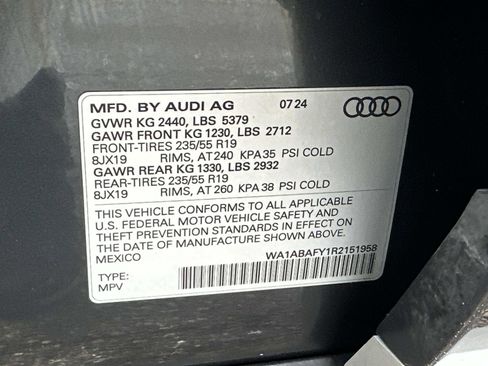 MFD. BY AUDI AG 07 24
GVWR KG 2440, LBS 5379
GAWR FRONT KG 1230, LBS 2712
FRONT-TIRES 235/55 R19
8JX19 RIMS, AT 240 KPA 35 PSI COLD
GAWR REAR KG 1330, LBS 2932
REAR-TIRES 235/55 R19
8JX19 RIMS, AT 260 KPA 38 PSI COLD
THIS VEHICLE CONFORMS TO ALL APPLICABLE
U.S. FEDERAL MOTOR VEHICLE SAFETY AND
THEFT PREVENTION STANDARDS IN EFFECT ON
THE DATE OF MANUFACTURE SHOWN ABOVE.
MEXICO
WA1ABAFY1R2151958
TYPE:
MPV